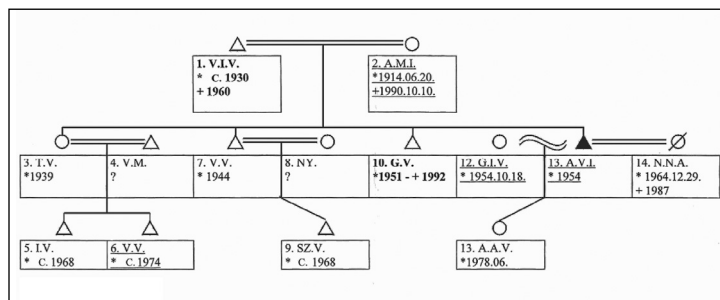 1. V.I.V.
* C. 1930
+ 1960
2. A.M.I.
*1914.06.20.
+1990.10.10.
3. T.V.
*1939
4. V.M.
?
7. V.V.
* 1944
8. NY.
?
10. G.V.
*1951 - + 1992
12. G.I.V.
* 1954.10.18.
13. A.V.I.
* 1954
14. N.N.A.
* 1964.12.29.
+ 1987
5. I.V.
* C. 1968
6. V.V.
* C.1974
9. SZ.V.
* C. 1968
13. A.A.V.
*1978.06.